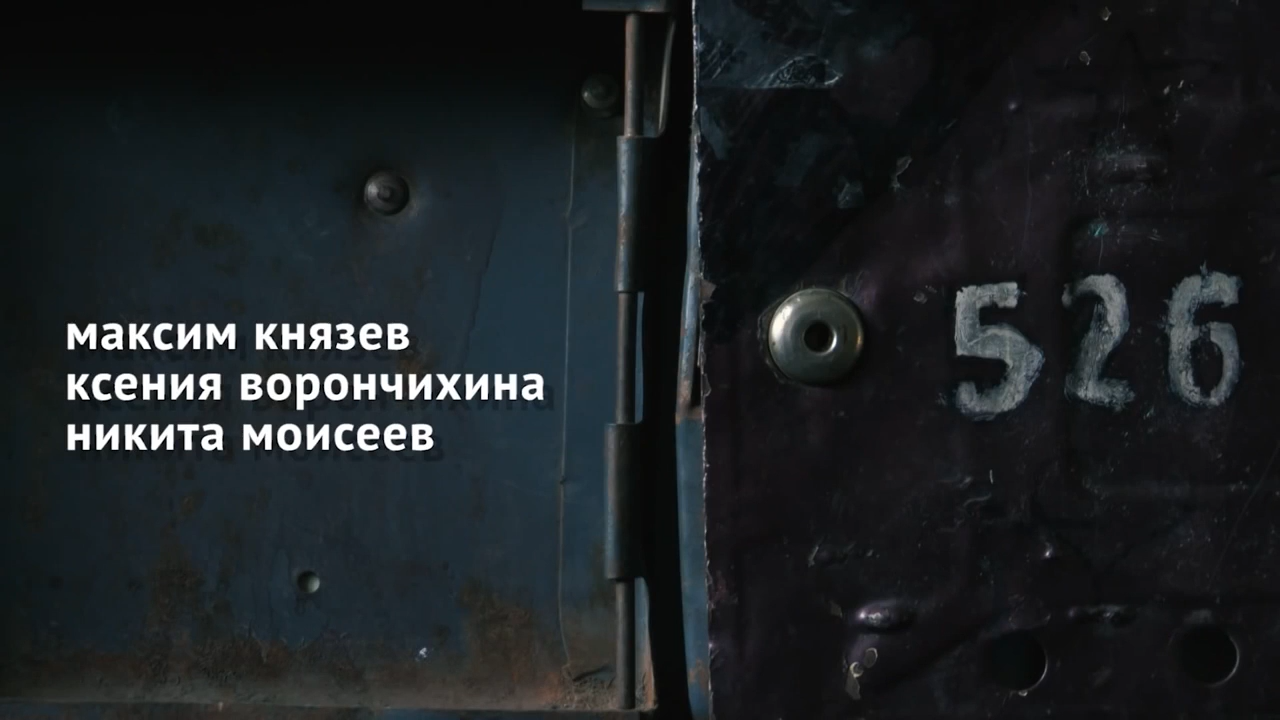 максим князев
ксения ворончихина
никита моисеев
526